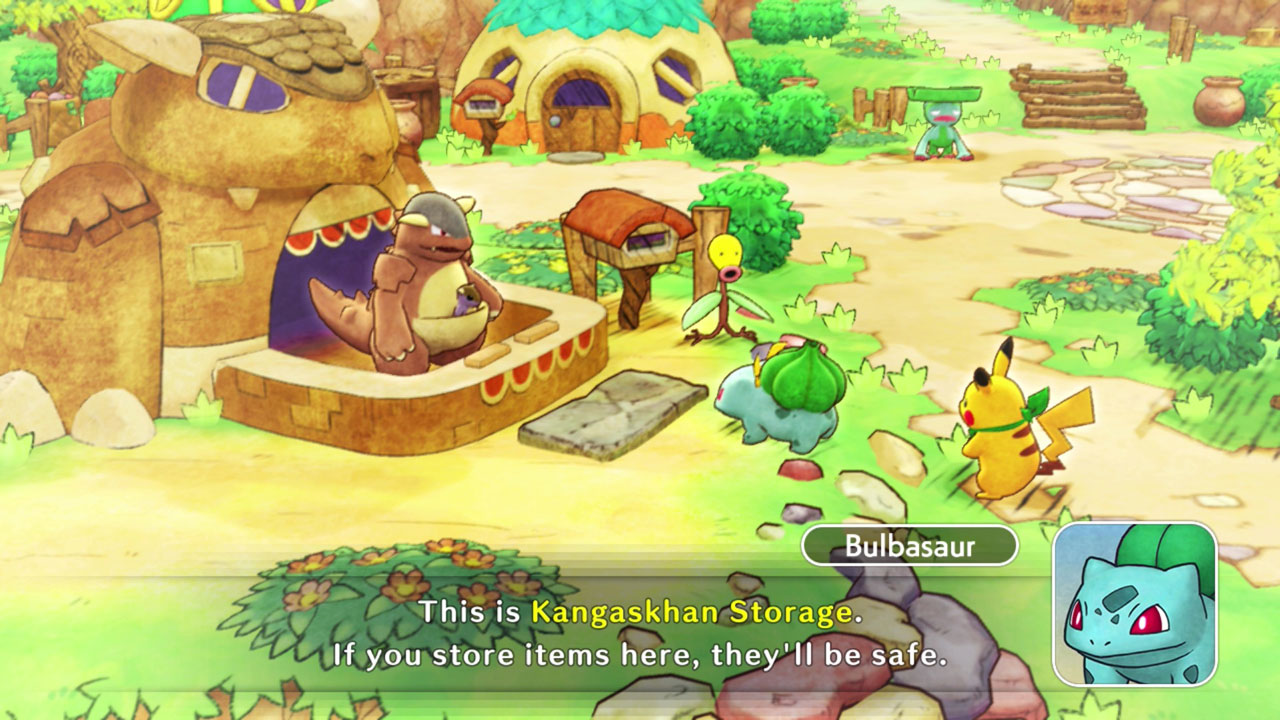 Bulbasaur
This is Kangaskhan Storage.
If you store items here, they'll be safe.